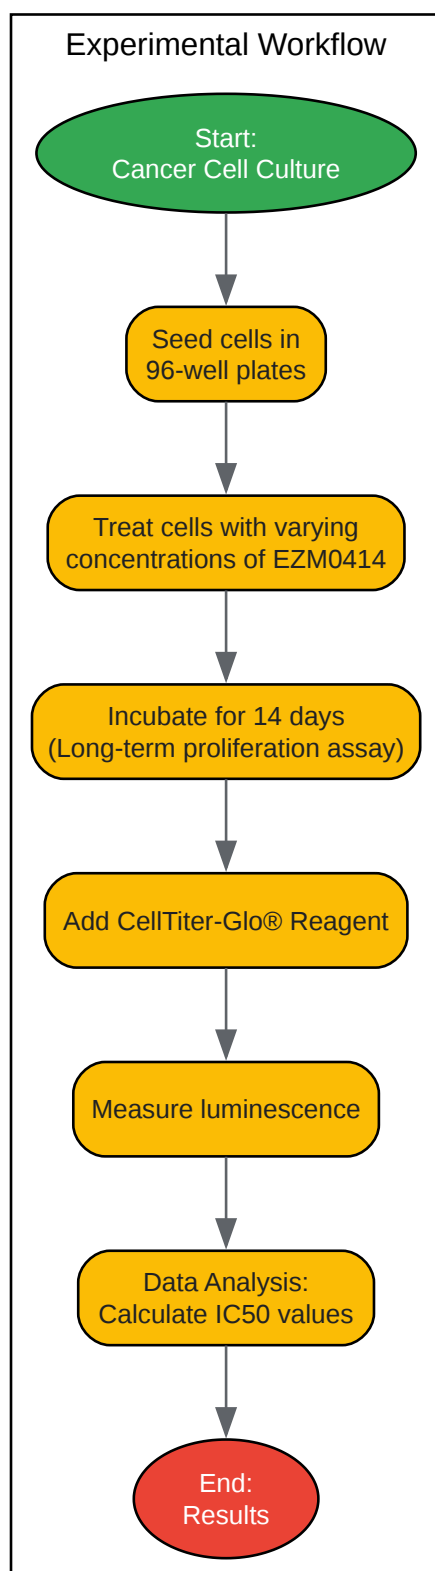 Experimental Workflow
Start:
Cancer Cell Culture
Seed cells in
96-well plates
Treat cells with varying
concentrations of EZM0414
Incubate for 14 days
(Long-term proliferation assay)
Add CellTiter-Glo® Reagent
Measure luminescence
Data Analysis:
Calculate IC50 values
End:
Results